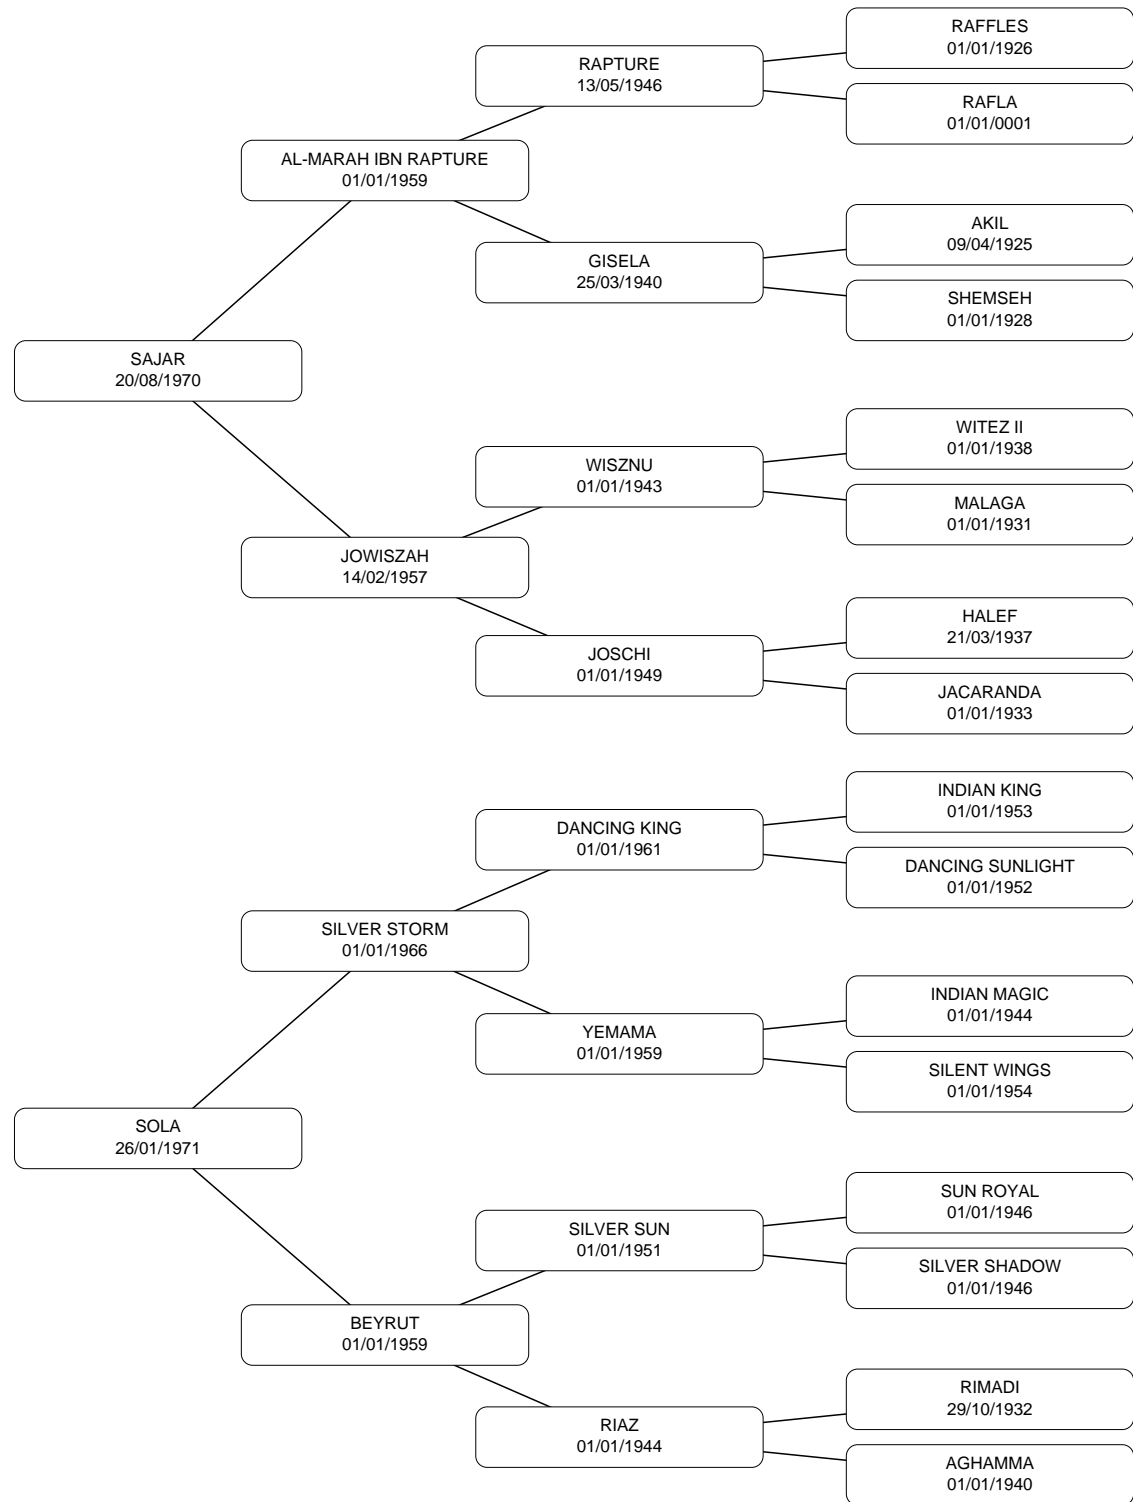 RAFFLES
01/01/1926
RAPTURE
13/05/1946
RAFLA
01/01/0001
AL-MARAH IBN RAPTURE
01/01/1959
AKIL
09/04/1925
GISELA
25/03/1940
SHEMSEH
01/01/1928
SAJAR
20/08/1970
WITEZ II
01/01/1938
WISZNU
01/01/1943
MALAGA
01/01/1931
JOWISZAH
14/02/1957
HALEF
21/03/1937
JOSCHI
01/01/1949
JACARANDA
01/01/1933
INDIAN KING
01/01/1953
DANCING KING
01/01/1961
DANCING SUNLIGHT
01/01/1952
SILVER STORM
01/01/1966
INDIAN MAGIC
01/01/1944
YEMAMA
01/01/1959
SILENT WINGS
01/01/1954
SOLA
26/01/1971
SUN ROYAL
01/01/1946
SILVER SUN
01/01/1951
SILVER SHADOW
01/01/1946
BEYRUT
01/01/1959
RIMADI
29/10/1932
RIAZ
01/01/1944
AGHAMMA
01/01/1940